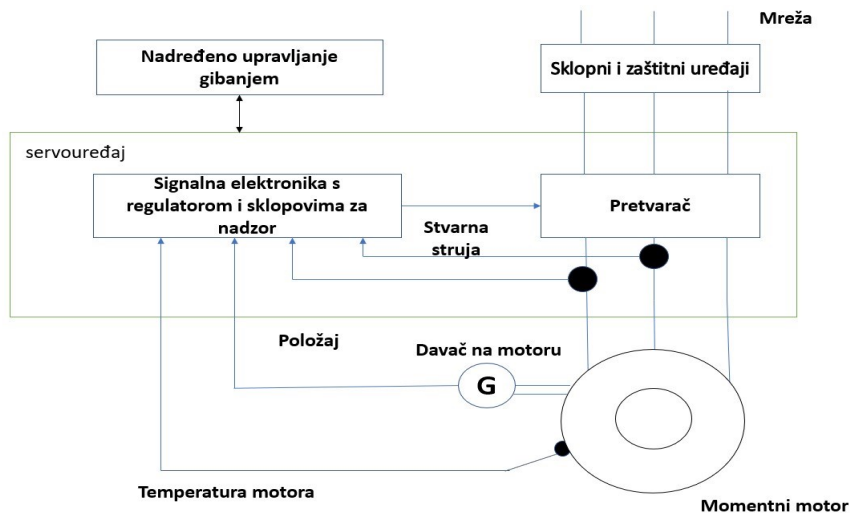 Mreža
Nadređeno upravljanje
gibanjem
Sklopni i zaštitni uređaji
servouređaj
Signalna elektronika s
regulatorom i sklopovima za
nadzor
Pretvarač
Stvarna
struja
Položaj
Davač na motoru
G
Temperatura motora
Momentni motor